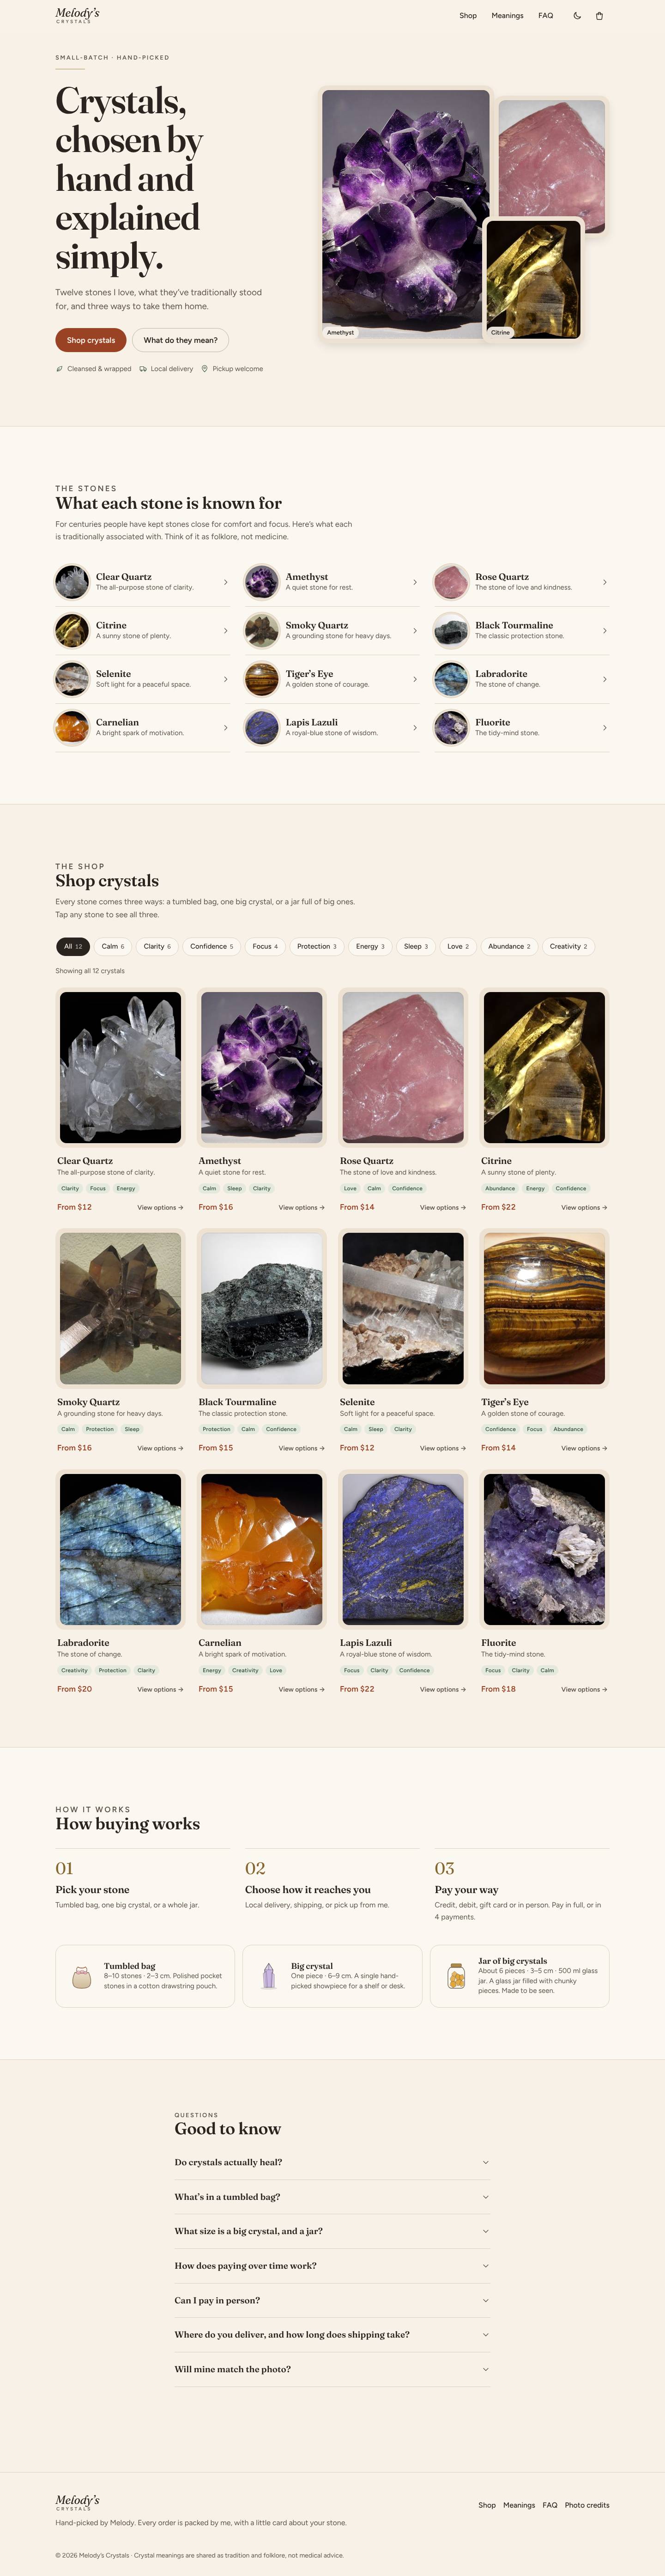 Melody's
CRYSTALS
Shop Meanings FAQ
SMALL-BATCH · HAND-PICKED
Crystals,
chosen by
hand and
explained
simply.
Twelve stones I love, what they've traditionally stood
for, and three ways to take them home.
Shop crystals What do they mean?
Cleansed & wrapped Local delivery Pickup welcome
Amethyst
Citrine
THE STONES
What each stone is known for
For centuries people have kept stones close for comfort and focus. Here's what each
is traditionally associated with. Think of it as folklore, not medicine.
Clear Quartz
The all-purpose stone of clarity.
Amethyst
A quiet stone for rest.
Rose Quartz
The stone of love and kindness.
Citrine
A sunny stone of plenty.
Smoky Quartz
A grounding stone for heavy days.
Black Tourmaline
The classic protection stone.
Selenite
Soft light for a peaceful space.
Tiger's Eye
A golden stone of courage.
Labradorite
The stone of change.
Carnelian
A bright spark of motivation.
Lapis Lazuli
A royal-blue stone of wisdom.
Fluorite
The tidy-mind stone.
THE SHOP
Shop crystals
Every stone comes three ways: a tumbled bag, one big crystal, or a jar full of big ones.
Tap any stone to see all three.
All 12 Calm 6 Clarity 6 Confidence 5 Focus 4 Protection 3 Energy 3 Sleep 3 Love 2 Abundance 2 Creativity 2
Showing all 12 crystals
Clear Quartz
The all-purpose stone of clarity.
Clarity Focus Energy
From $12 View options →
Amethyst
A quiet stone for rest.
Calm Sleep Clarity
From $16 View options →
Rose Quartz
The stone of love and kindness.
Love Calm Confidence
From $14 View options →
Citrine
A sunny stone of plenty.
Abundance Energy Confidence
From $22 View options →
Smoky Quartz
A grounding stone for heavy days.
Calm Protection Sleep
From $16 View options →
Black Tourmaline
The classic protection stone.
Protection Calm Confidence
From $15 View options →
Selenite
Soft light for a peaceful space.
Calm Sleep Clarity
From $12 View options →
Tiger's Eye
A golden stone of courage.
Confidence Focus Abundance
From $14 View options →
Labradorite
The stone of change.
Creativity Protection Clarity
From $20 View options →
Carnelian
A bright spark of motivation.
Energy Creativity Love
From $15 View options →
Lapis Lazuli
A royal-blue stone of wisdom.
Focus Clarity Confidence
From $22 View options →
Fluorite
The tidy-mind stone.
Focus Clarity Calm
From $18 View options →
HOW IT WORKS
How buying works
01
Pick your stone
Tumbled bag, one big crystal, or a whole jar.
02
Choose how it reaches you
Local delivery, shipping, or pick up from me.
03
Pay your way
Credit, debit, gift card or in person. Pay in full, or in
4 payments.
Tumbled bag
8–10 stones · 2–3 cm. Polished pocket
stones in a cotton drawstring pouch.
Big crystal
One piece · 6–9 cm. A single hand-
picked showpiece for a shelf or desk.
Jar of big crystals
About 6 pieces · 3–5 cm · 500 ml glass
jar. A glass jar filled with chunky
pieces. Made to be seen.
QUESTIONS
Good to know
Do crystals actually heal?
What's in a tumbled bag?
What size is a big crystal, and a jar?
How does paying over time work?
Can I pay in person?
Where do you deliver, and how long does shipping take?
Will mine match the photo?
Melody's
CRYSTALS
Hand-picked by Melody. Every order is packed by me, with a little card about your stone.
Shop Meanings FAQ Photo credits
© 2026 Melody's Crystals · Crystal meanings are shared as tradition and folklore, not medical advice.